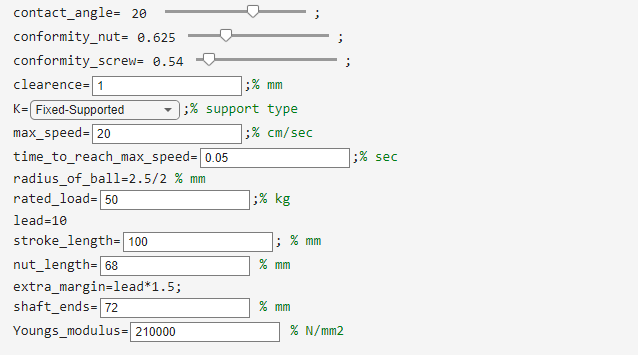 contact_angle= 20 ;
conformity_nut= 0.625 ;
conformity_screw= 0.54 ;
clearence= 1 ;% mm
K= Fixed-Supported ;% support type
max_speed= 20 ;% cm/sec
time_to_reach_max_speed= 0.05 ;% sec
radius_of_ball=2.5/2 % mm
rated_load= 50 ;% kg
lead=10
stroke_length= 100 ; % mm
nut_length= 68 % mm
extra_margin=lead*1.5;
shaft_ends= 72 % mm
Youngs_modulus= 210000 % N/mm2